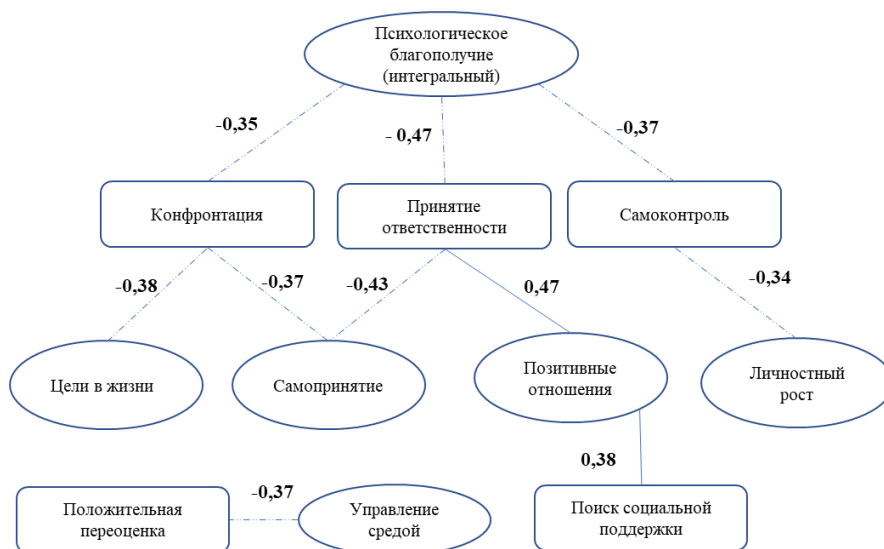 Психологическое
благополучие
(интегральный)
-0,35
- 0,47
-0,37
Конфронтация
Принятие
ответственности
Самоконтроль
-0,38
-0,37
-0,43
0,47
-0,34
Цели в жизни
Самопринятие
Позитивные
отношения
Личностный
рост
0,38
-0,37
Положительная
переоценка
Управление
средой
Поиск социальной
поддержки